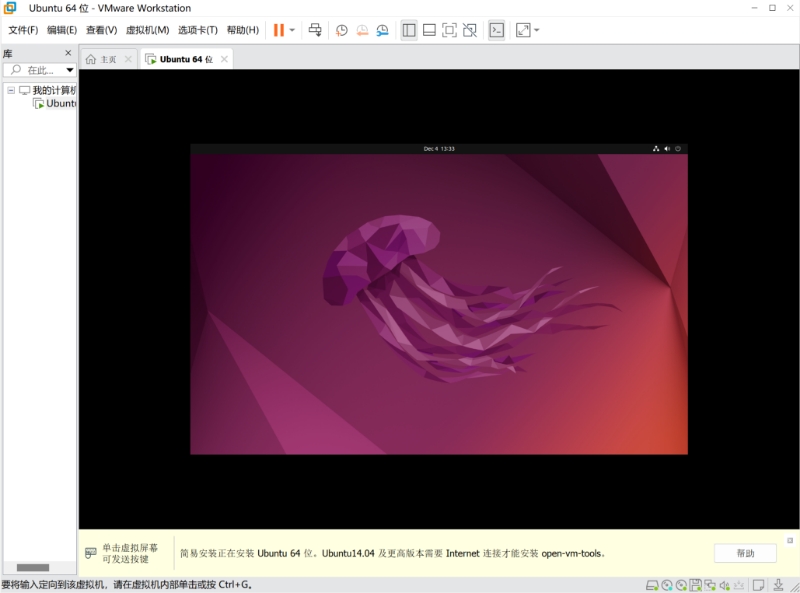 Ubuntu 64 位 - VMware Workstation
文件(F) 编辑(E) 查看(V) 虚拟机(M) 选项卡(T) 帮助(H)
库
在此...
主页
Ubuntu 64 位
我的计算机
Ubuntu
Dec 4 13:33
单击虚拟屏幕
可发送按键
简易安装正在安装 Ubuntu 64 位。Ubuntu14.04 及更高版本需要 Internet 连接才能安装 open-vm-tools。
帮助
要将输入定向到该虚拟机，请在虚拟机内部单击或按 Ctrl+G。